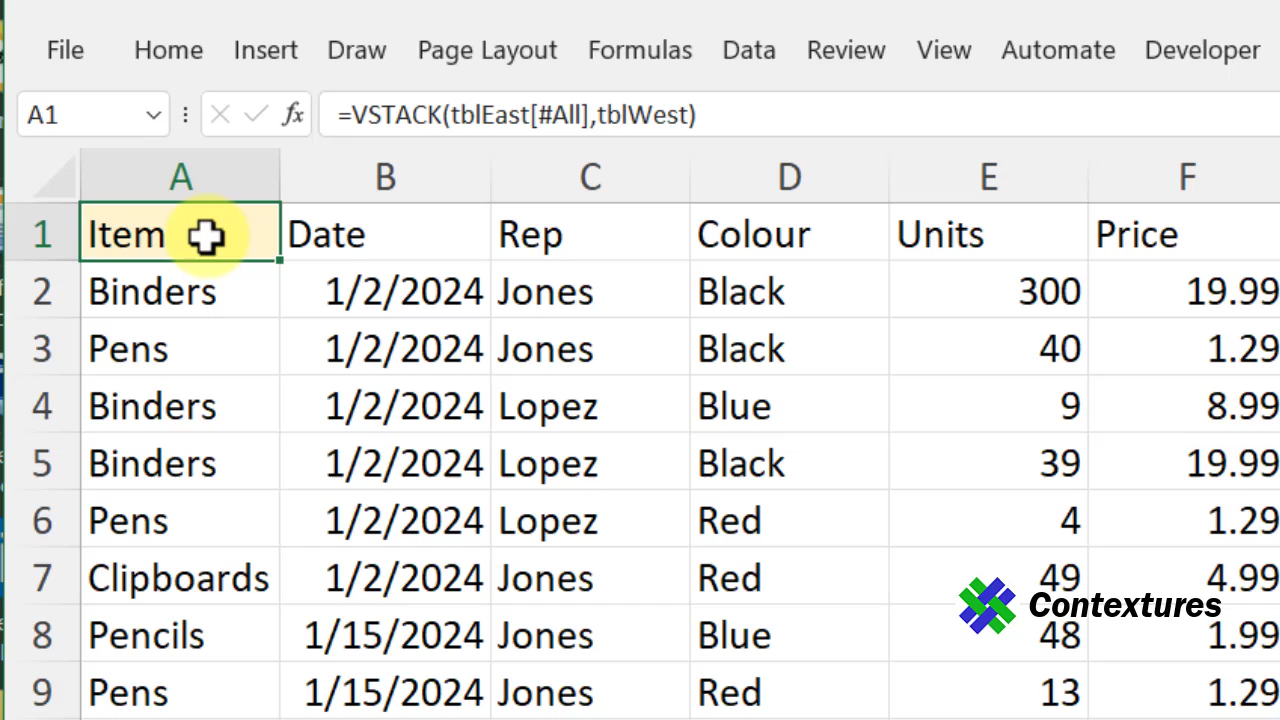 File Home Insert Draw Page Layout Formulas Data Review View Automate Developer
A1 fx =VSTACK(tblEast[#All],tblWest)
A B C D E F
1 Item Date Rep Colour Units Price
2 Binders 1/2/2024 Jones Black 300 19.99
3 Pens 1/2/2024 Jones Black 40 1.29
4 Binders 1/2/2024 Lopez Blue 9 8.99
5 Binders 1/2/2024 Lopez Black 39 19.99
6 Pens 1/2/2024 Lopez Red 4 1.29
7 Clipboards 1/2/2024 Jones Red 49 4.99
Contextures
8 Pencils 1/15/2024 Jones Blue 48 1.99
9 Pens 1/15/2024 Jones Red 13 1.29